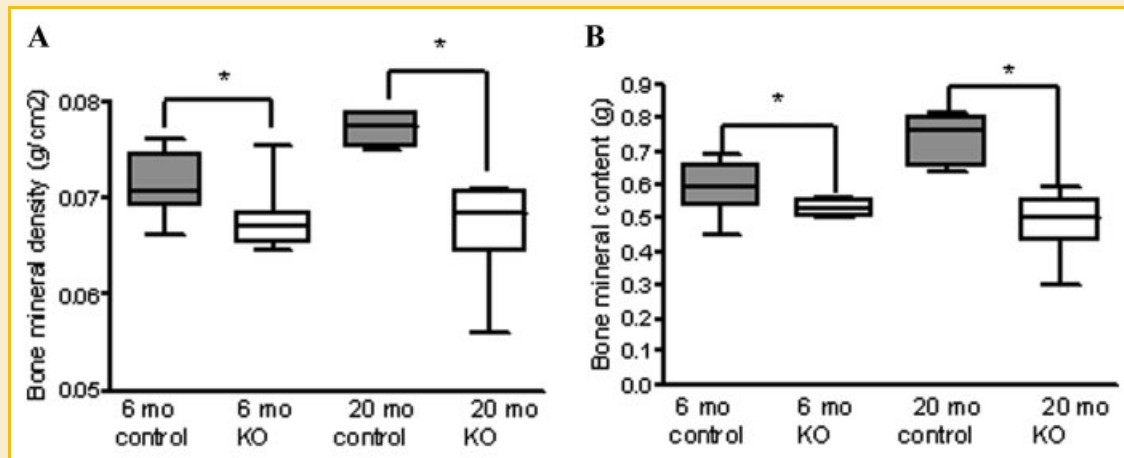 A
Bone mineral density (g/cm2)
0.08
0.07
0.06
0.05
*
*
6 mo 6 mo 20 mo 20 mo
control KO control KO
B
Bone mineral content (g)
0.9
0.8
0.7
0.6
0.5
0.4
0.3
0.2
0.1
0.0
*
*
6 mo 6 mo 20 mo 20 mo
control KO control KO